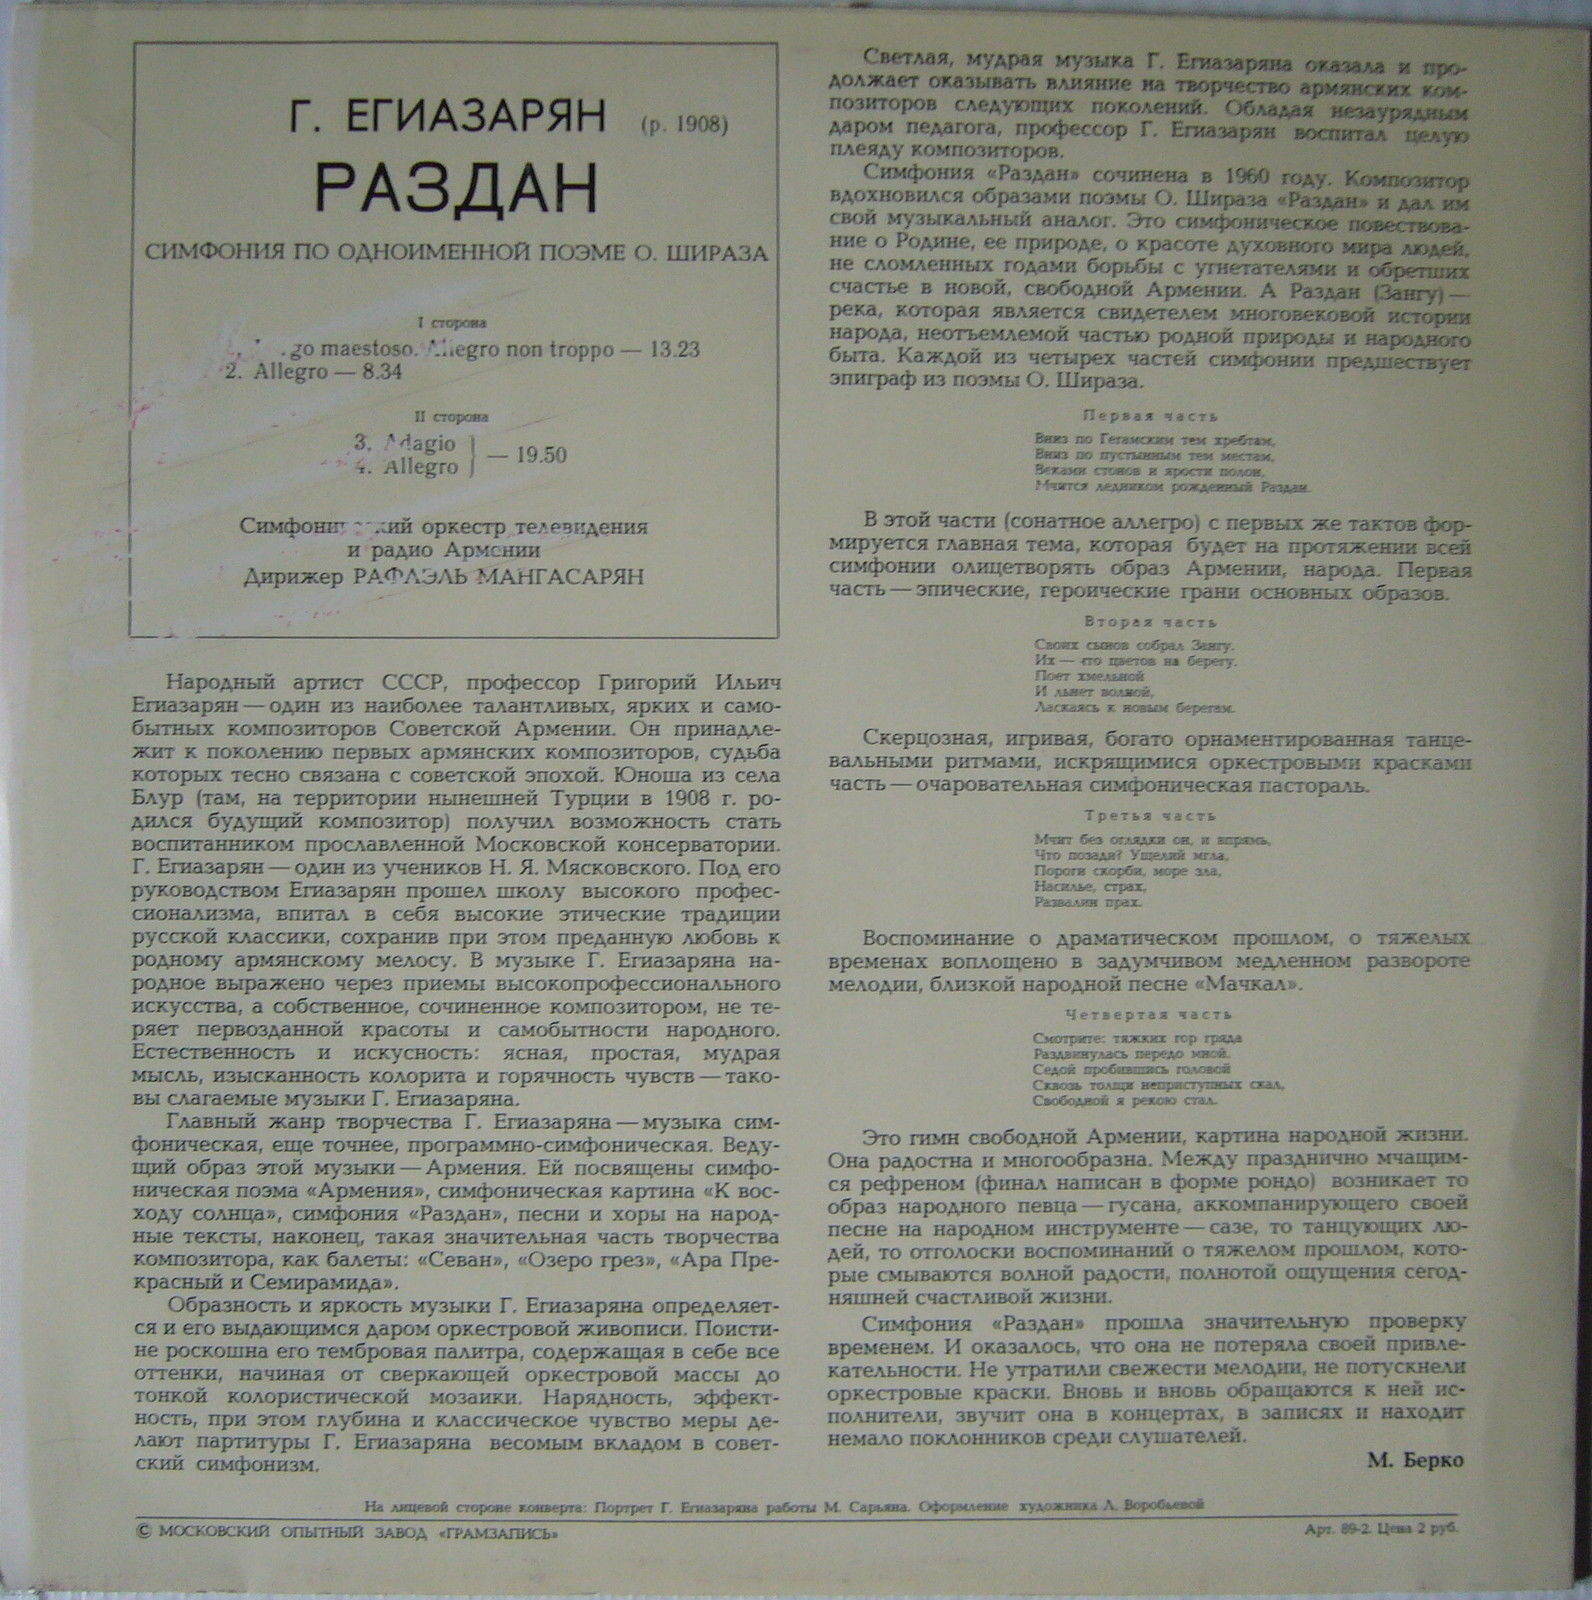 Г. ЕГИАЗАРЯН (р. 1908)
РАЗДАН
СИМФОНИЯ ПО ОДНОИМЕННОЙ ПОЭМЕ О. ШИРАЗА
I сторона
maestoso. Allegro non troppo — 13.23
2. Allegro — 8.34
II сторона
3. Adagio
4. Allegro
— 19.50
Симфонический оркестр телевидения
и радио Армении
Дирижер РАФАЭЛЬ МАНГАСАРЯН
Народный артист СССР, профессор Григорий Ильич
Егиазарян — один из наиболее талантливых, ярких и само-
бытных композиторов Советской Армении. Он принадле-
жит к поколению первых армянских композиторов, судьба
которых тесно связана с советской эпохой. Юноша из села
Блур (там, на территории нынешней Турции в 1908 г. ро-
дился будущий композитор) получил возможность стать
воспитанником прославленной Московской консерватории.
Г. Егиазарян — один из учеников Н. Я. Мясковского. Под его
руководством Егиазарян прошел школу высокого профес-
сионализма, впитал в себя высокие этические традиции
русской классики, сохранив при этом преданную любовь к
родному армянскому мелосу. В музыке Г. Егиазаряна на-
родное выражено через приемы высокопрофессионального
искусства, а собственное, сочиненное композитором, не те-
ряет первозданной красоты и самобытности народного.
Естественность и искусность: ясная, простая, мудрая
мысль, изысканность колорита и горячность чувств — тако-
вы слагаемые музыки Г. Егиазаряна.
Главный жанр творчества Г. Егиазаряна — музыка сим-
фоническая, еще точнее, программно-симфоническая. Веду-
щий образ этой музыки — Армения. Ей посвящены симфо-
ническая поэма «Армения», симфоническая картина «К вос-
ходу солнца», симфония «Раздан», песни и хоры на народ-
ные тексты, наконец, такая значительная часть творчества
композитора, как балеты: «Севан», «Озеро грез», «Ара Пре-
красный и Семирамида».
Образность и яркость музыки Г. Егиазаряна определяет-
ся и его выдающимся даром оркестровой живописи. Поисти-
не роскошна его тембровая палитра, содержащая в себе все
оттенки, начиная от сверкающей оркестровой массы до
тонкой колористической мозаики. Нарядность, эффект-
ность, при этом глубина и классическое чувство меры де-
лают партитуры Г. Егиазаряна весомым вкладом в совет-
ский симфонизм.
Светлая, мудрая музыка Г. Егиазаряна оказала и про-
должает оказывать влияние на творчество армянских ком-
позиторов следующих поколений. Обладая незаурядным
даром педагога, профессор Г. Егиазарян воспитал целую
плеяду композиторов.
Симфония «Раздан» сочинена в 1960 году. Композитор
вдохновился образами поэмы О. Шираза «Раздан» и дал им
свой музыкальный аналог. Это симфоническое повествова-
ние о Родине, ее природе, о красоте духовного мира людей,
не сломленных годами борьбы с угнетателями и обретших
счастье в новой, свободной Армении. А Раздан (Зангу) —
река, которая является свидетелем многовековой истории
народа, неотъемлемой частью родной природы и народного
быта. Каждой из четырех частей симфонии предшествует
эпиграф из поэмы О. Шираза.
Первая часть
Вниз по Гегамским тем хребтам,
Вниз по пустынным тем местам,
Веками стонов и ярости полон,
Мчится ледником рожденный Раздан.
В этой части (сонатное аллегро) с первых же тактов фор-
мируется главная тема, которая будет на протяжении всей
симфонии олицетворять образ Армении, народа. Первая
часть — эпические, героические грани основных образов.
Вторая часть
Своих сынов собрал Зангу.
Их — сто цветов на берегу.
Поет хмельной
И льнет волной,
Ласкаясь к новым берегам.
Скерцозная, игривая, богато орнаментированная танце-
вальными ритмами, искрящимися оркестровыми красками
часть — очаровательная симфоническая пастораль.
Третья часть
Мчит без оглядки он, и впрямь,
Что позади? Ущелий мгла,
Пороги скорби, море зла,
Насилье, страх,
Развалин прах.
Воспоминание о драматическом прошлом, о тяжелых
временах воплощено в задумчивом медленном развороте
мелодии, близкой народной песне «Мачкал».
Четвертая часть
Смотрите: тяжких гор гряда
Раздвинулась передо мной.
Седой пробившись головой
Сквозь толщи неприступных скал,
Свободной я рекою стал.
Это гимн свободной Армении, картина народной жизни.
Она радостна и многообразна. Между празднично мчащим-
ся рефреном (финал написан в форме рондо) возникает то
образ народного певца — гусана, аккомпанирующего своей
песне на народном инструменте — сазе, то танцующих лю-
дей, то отголоски воспоминаний о тяжелом прошлом, кото-
рые смываются волной радости, полнотой ощущения сегод-
няшней счастливой жизни.
Симфония «Раздан» прошла значительную проверку
временем. И оказалось, что она не потеряла своей привле-
кательности. Не утратили свежести мелодии, не потускнели
оркестровые краски. Вновь и вновь обращаются к ней ис-
полнители, звучит она в концертах, в записях и находит
немало поклонников среди слушателей.
М. Берко
На лицевой стороне конверта: Портрет Г. Егиазаряна работы М. Сарьяна. Оформление художника Л. Воробьевой
© МОСКОВСКИЙ ОПЫТНЫЙ ЗАВОД «ГРАМЗАПИСЬ»
Арт. 89-2. Цена 2 руб.